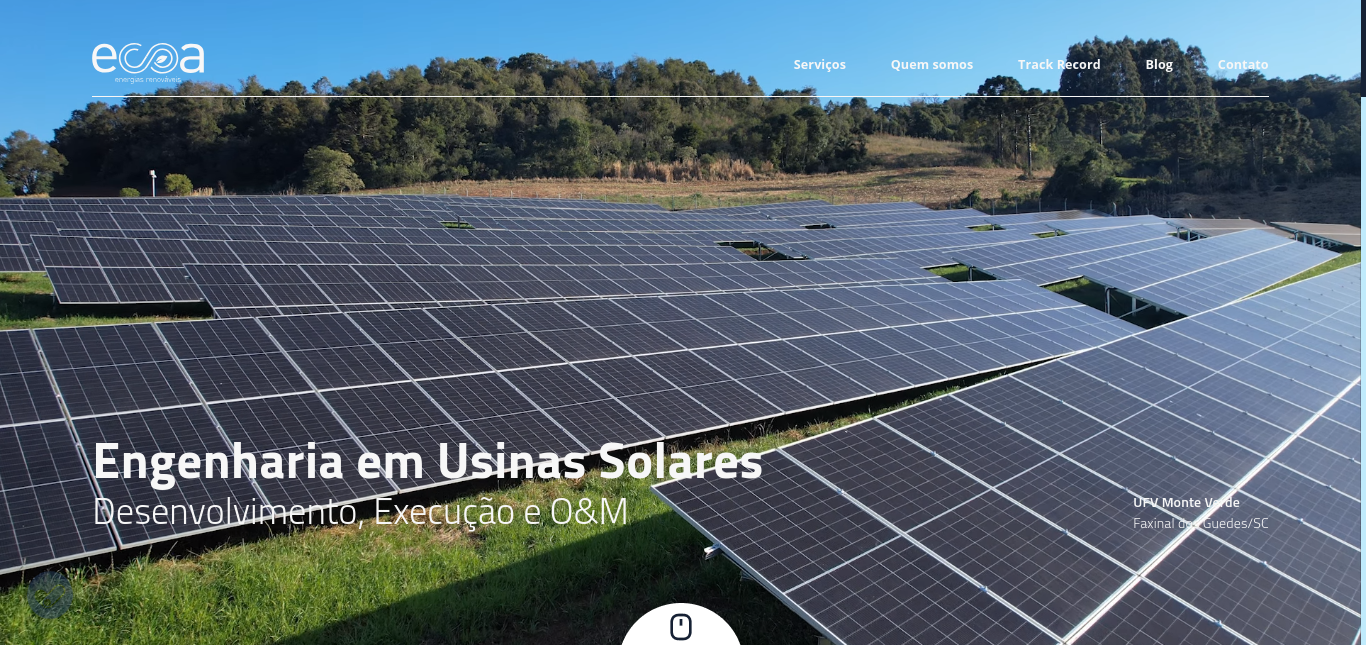 ecoa
energias renováveis
Serviços
Quem somos
Track Record
Blog
Contato
Engenharia em Usinas Solares
Desenvolvimento, Execução e O&M
UFV Monte Verde
Faxinal dos Guedes/SC